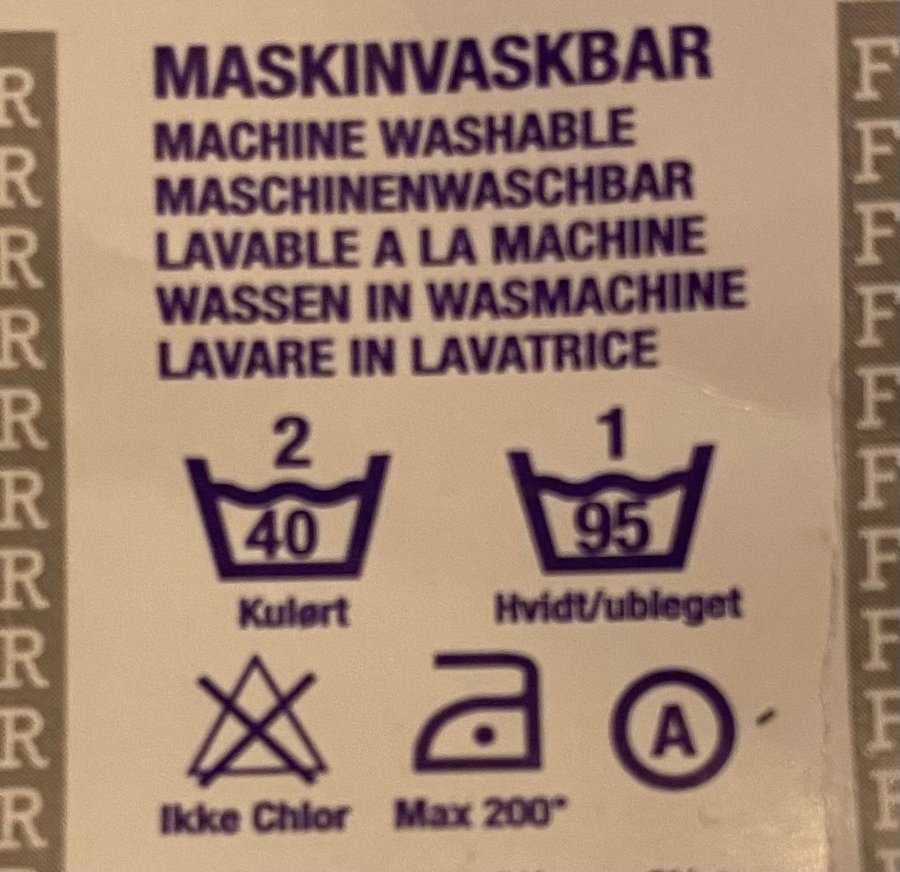 MASKINVASKBAR
MACHINE WASHABLE
MASCHINENWASCHBAR
LAVABLE A LA MACHINE
WASSEN IN WASMACHINE
LAVARE IN LAVATRICE
2 1
40 95
Kulørt Hvidt/ubleget
A
Ikke Chlor Max 200°